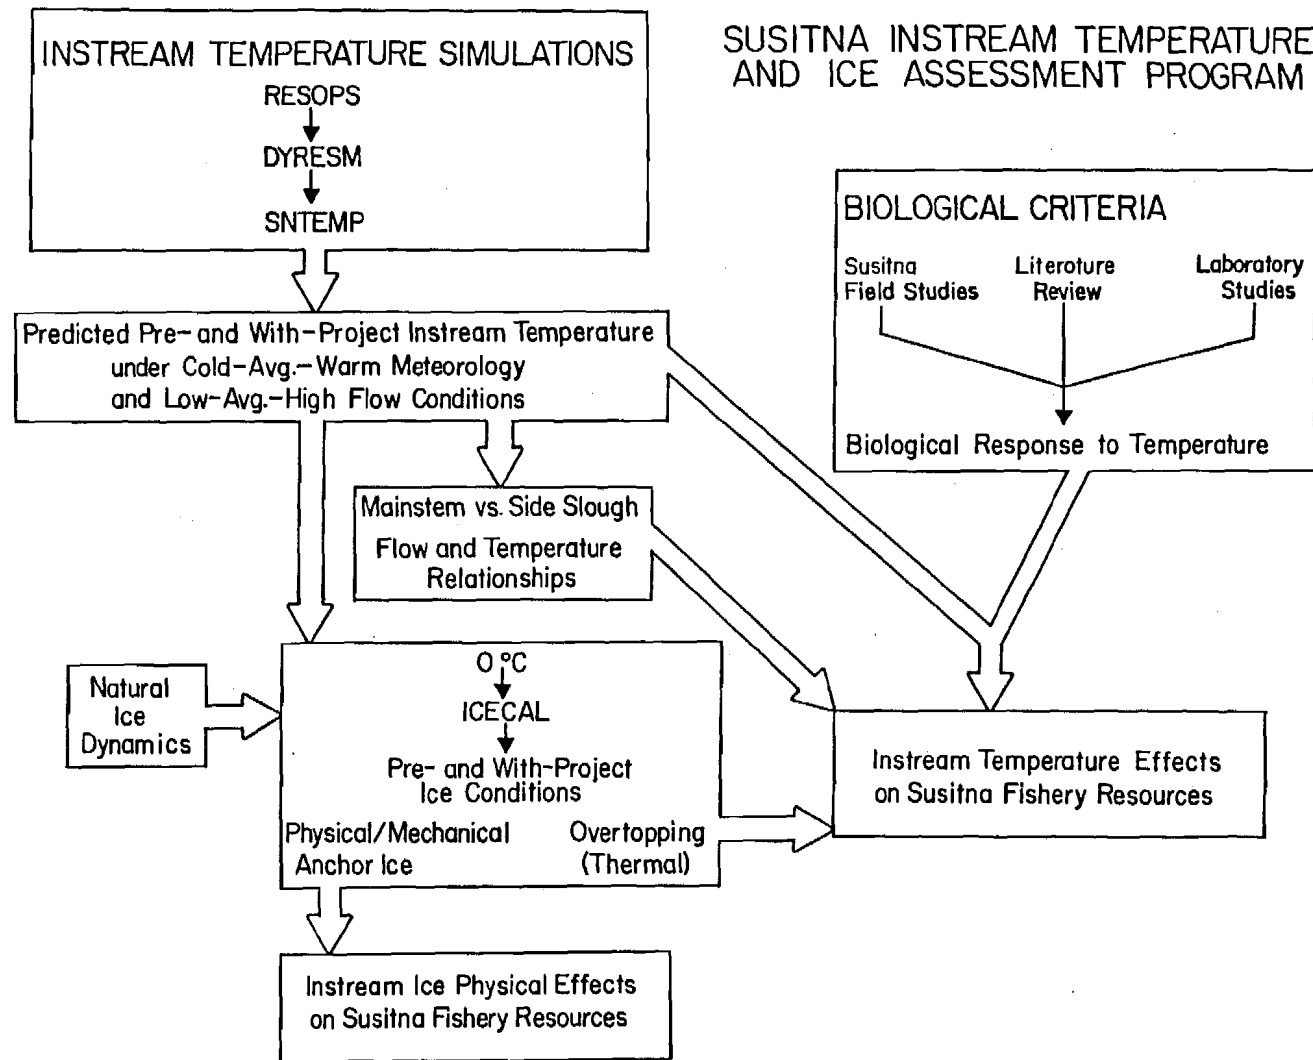 SUSITNA INSTREAM TEMPERATURE
AND ICE ASSESSMENT PROGRAM
INSTREAM TEMPERATURE SIMULATIONS
RESOPS
DYRESM
SNTEMP
BIOLOGICAL CRITERIA
Susitna
Field Studies
Literature
Review
Laboratory
Studies
Biological Response to Temperature
Predicted Pre- and With-Project Instream Temperature
under Cold-Avg.-Warm Meteorology
and Low-Avg.-High Flow Conditions
Mainstem vs. Side Slough
Flow and Temperature
Relationships
Natural
Ice
Dynamics
0 °C
ICECAL
Pre- and With-Project
Ice Conditions
Physical/Mechanical
Anchor Ice
Overtopping
(Thermal)
Instream Temperature Effects
on Susitna Fishery Resources
Instream Ice Physical Effects
on Susitna Fishery Resources